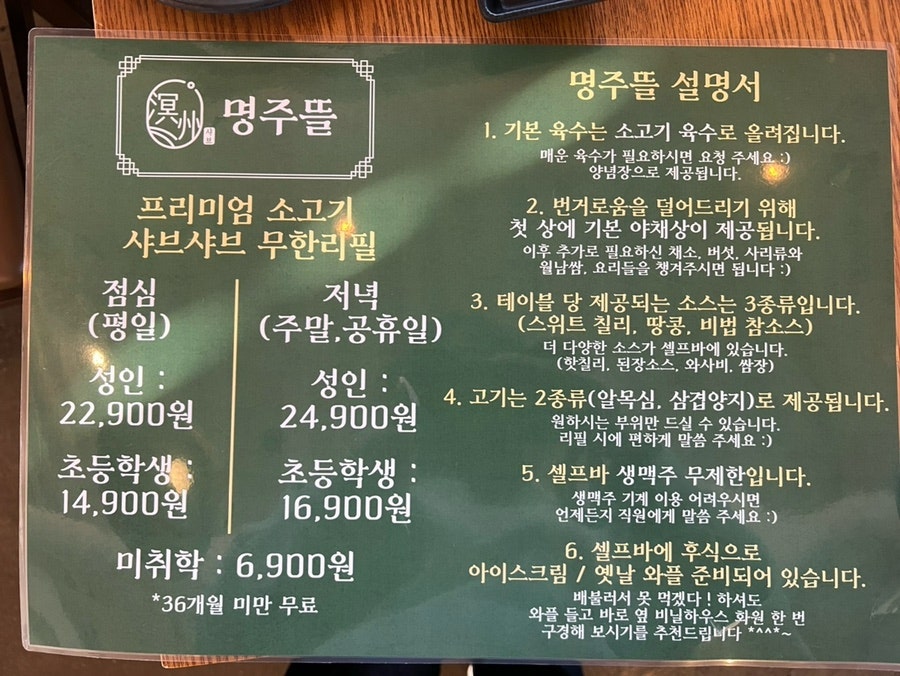 溟州
샤브
명주뜰
프리미엄 소고기
샤브샤브 무한리필
점심
(평일)
성인 :
22,900원
초등학생 :
14,900원
저녁
(주말,공휴일)
성인 :
24,900원
초등학생 :
16,900원
미취학 : 6,900원
*36개월 미만 무료
명주뜰 설명서
1. 기본 육수는 소고기 육수로 올려집니다.
매운 육수가 필요하시면 요청 주세요 :)
양념장으로 제공됩니다.
2. 번거로움을 덜어드리기 위해
첫 상에 기본 야채상이 제공됩니다.
이후 추가로 필요하신 채소, 버섯, 사리류와
월남쌈, 요리들을 챙겨주시면 됩니다 :)
3. 테이블 당 제공되는 소스는 3종류입니다.
(스위트 칠리, 땅콩, 비법 참소스)
더 다양한 소스가 셀프바에 있습니다.
(핫칠리, 된장소스, 와사비, 쌈장)
4. 고기는 2종류(알목심, 삼겹양지)로 제공됩니다.
원하시는 부위만 드실 수 있습니다.
리필 시에 편하게 말씀 주세요 :)
5. 셀프바 생맥주 무제한입니다.
생맥주 기계 이용 어려우시면
언제든지 직원에게 말씀 주세요 :)
6. 셀프바에 후식으로
아이스크림 / 옛날 와플 준비되어 있습니다.
배불러서 못 먹겠다 ! 하셔도
와플 들고 바로 옆 비닐하우스 화원 한 번
구경해 보시기를 추천드립니다 *^^*~